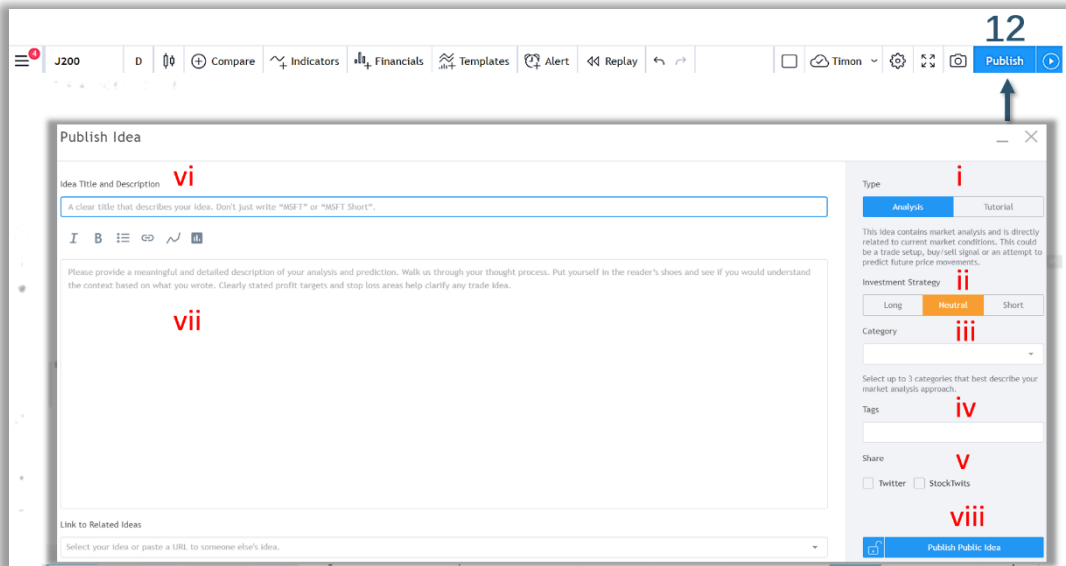 12
4
J200 D Compare Indicators Financials Templates Alert Replay Timon Publish
Publish Idea
vi
Idea Title and Description
A clear title that describes your idea. Don't just write "MSFT" or "MSFT Short".
Please provide a meaningful and detailed description of your analysis and prediction. Walk us through your thought process. Put yourself in the reader's shoes and see if you would understand
the context based on what you wrote. Clearly stated profit targets and stop loss areas help clarify any trade idea.
vii
Link to Related Ideas
Select your idea or paste a URL to someone else's idea.
i
Type
Analysis Tutorial
This idea contains market analysis and is directly
related to current market conditions. This could
be a trade setup, buy/sell signal or an attempt to
predict future price movements.
ii
Investment Strategy
Long Neutral Short
iii
Category
Select up to 3 categories that best describe your
market analysis approach.
iv
Tags
v
Share
Twitter StockTwits
viii
Publish Public Idea